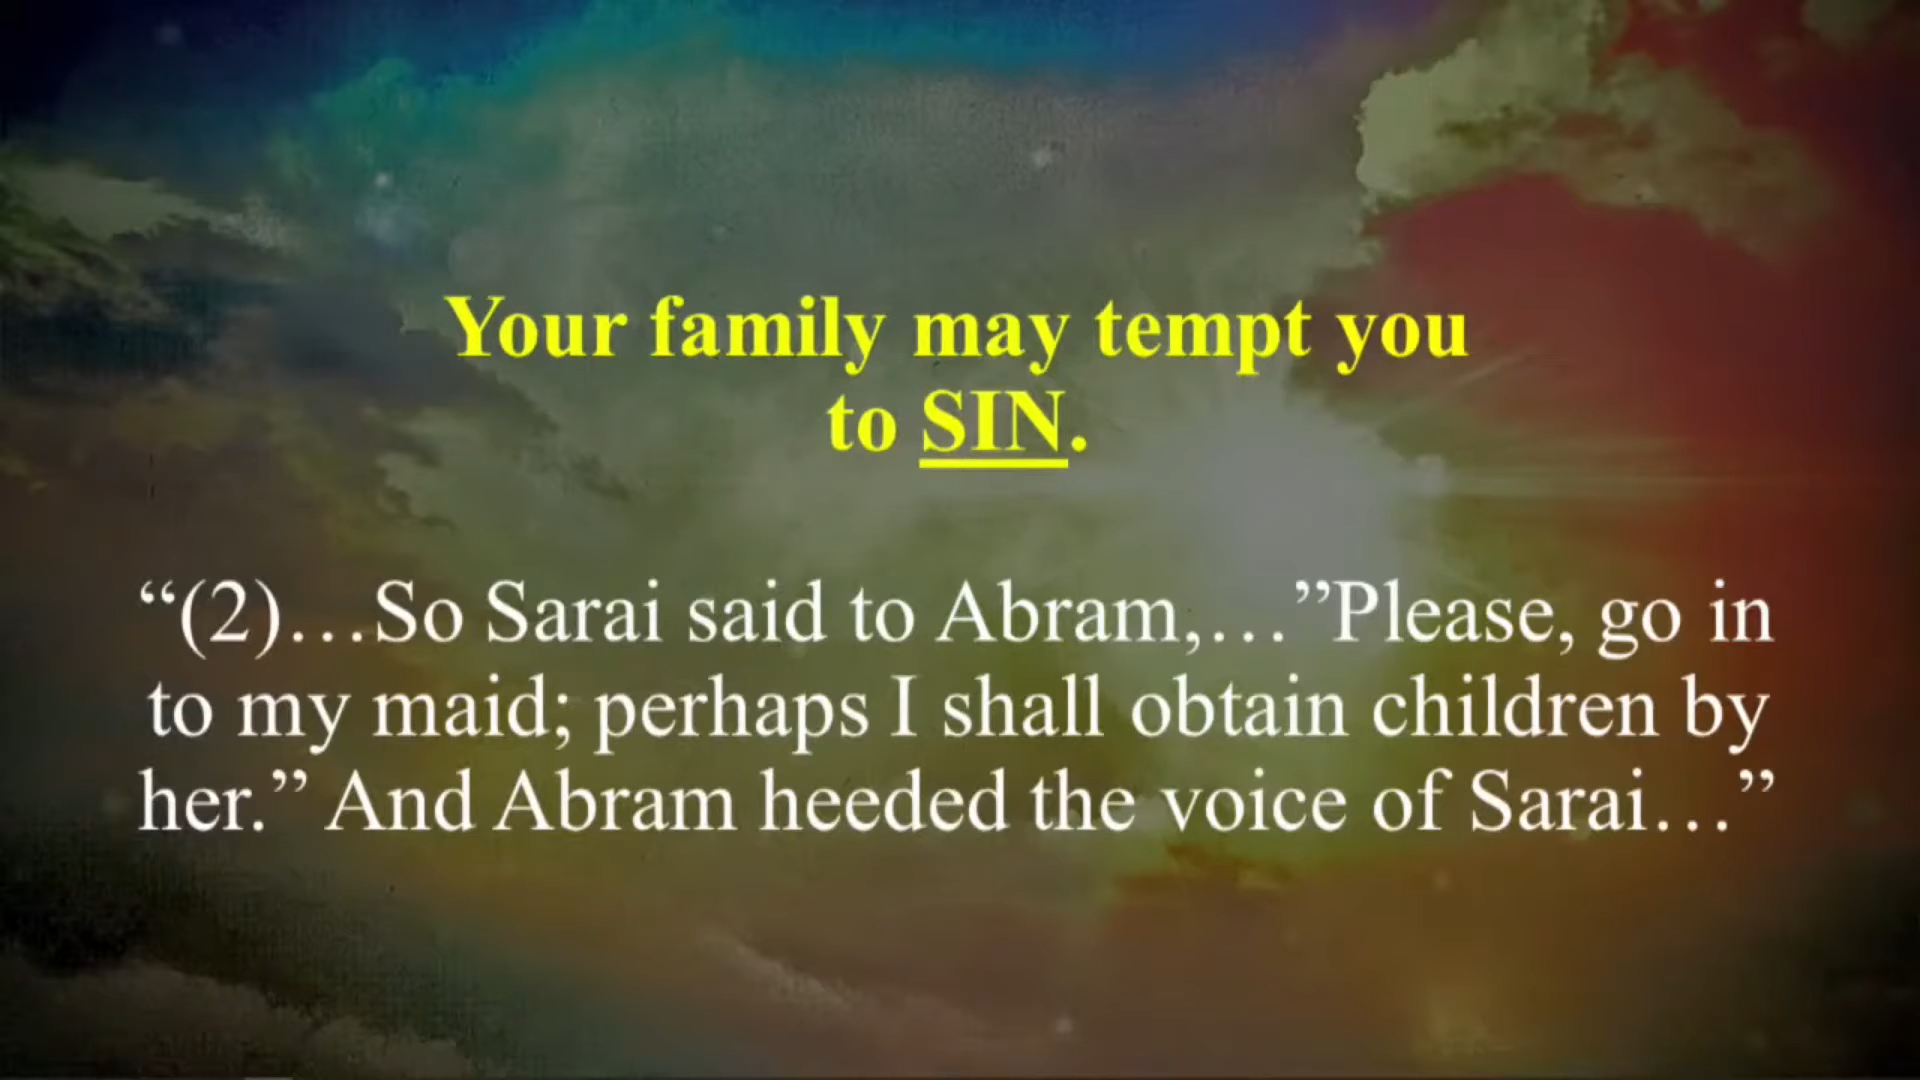 Your family may tempt you
to SIN.
“(2)…So Sarai said to Abram,…”Please, go in
to my maid; perhaps I shall obtain children by
her.” And Abram heeded the voice of Sarai…”